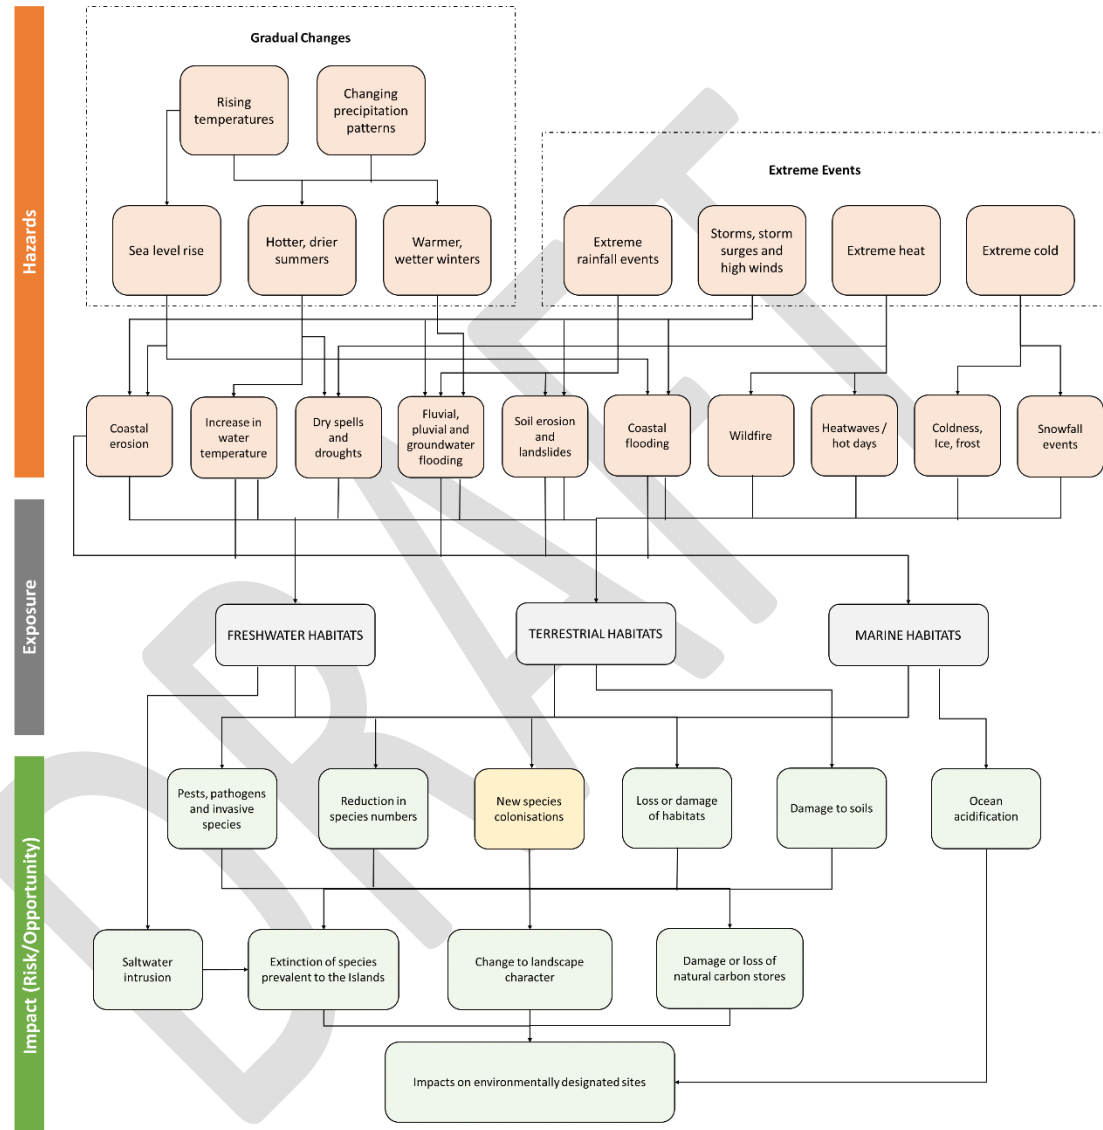 Hazards
Gradual Changes
Rising
temperatures
Changing
precipitation
patterns
Extreme Events
Sea level rise
Hotter, drier
summers
Warmer,
wetter winters
Extreme
rainfall events
Storms, storm
surges and
high winds
Extreme heat
Extreme cold
Coastal
erosion
Increase in
water
temperature
Dry spells
and
droughts
Fluvial,
pluvial and
groundwater
flooding
Soil erosion
and
landslides
Coastal
flooding
Wildfire
Heatwaves /
hot days
Coldness,
Ice, frost
Snowfall
events
Exposure
FRESHWATER HABITATS
TERRESTRIAL HABITATS
MARINE HABITATS
Impact (Risk/Opportunity)
Pests, pathogens
and invasive
species
Reduction in
species numbers
New species
colonisations
Loss or damage
of habitats
Damage to soils
Ocean
acidification
Saltwater
intrusion
Extinction of species
prevalent to the Islands
Change to landscape
character
Damage or loss of
natural carbon stores
Impacts on environmentally designated sites
DRAFT